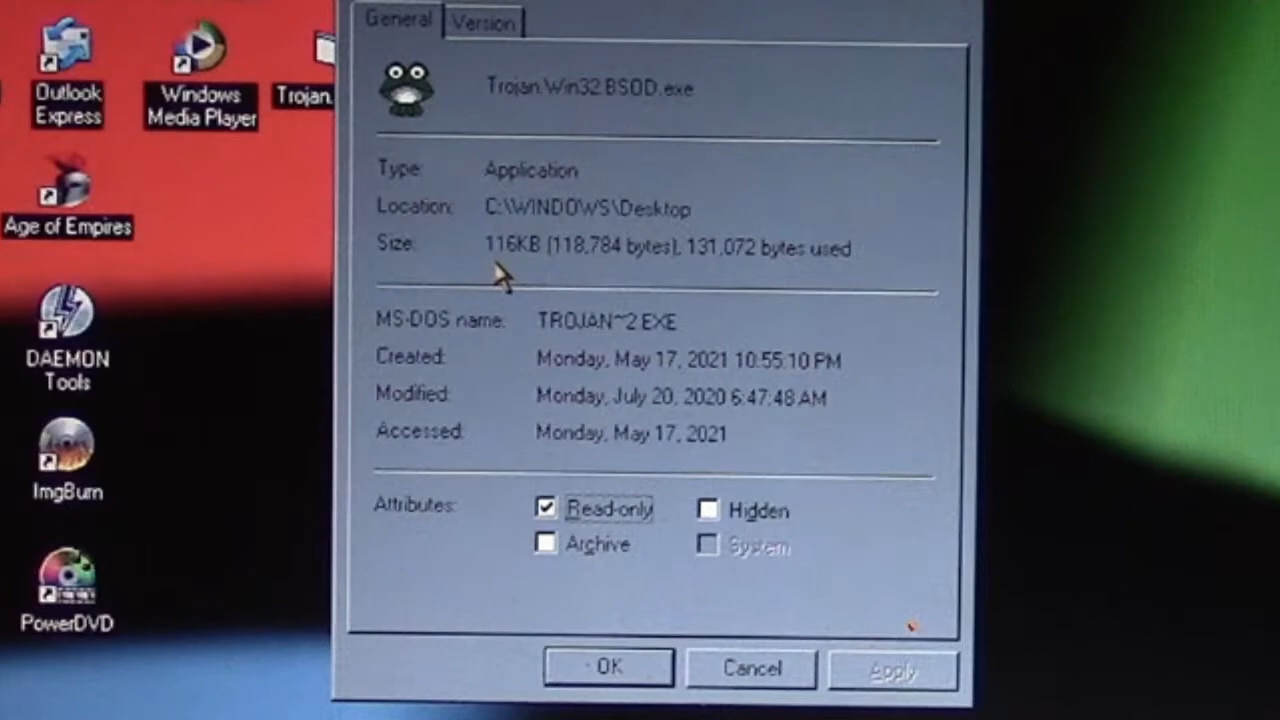 General
Version
Outlook
Express
Windows
Media Player
Trojan.
Age of Empires
DAEMON
Tools
ImgBurn
PowerDVD
Trojan.Win32.BSOD.exe
Type: Application
Location: C:\WINDOWS\Desktop
Size: 116KB (118,784 bytes), 131,072 bytes used
MS-DOS name: TROJAN~2.EXE
Created: Monday, May 17, 2021 10:55:10 PM
Modified: Monday, July 20, 2020 6:47:48 AM
Accessed: Monday, May 17, 2021
Attributes: Read-only Hidden
Archive System
OK Cancel Apply